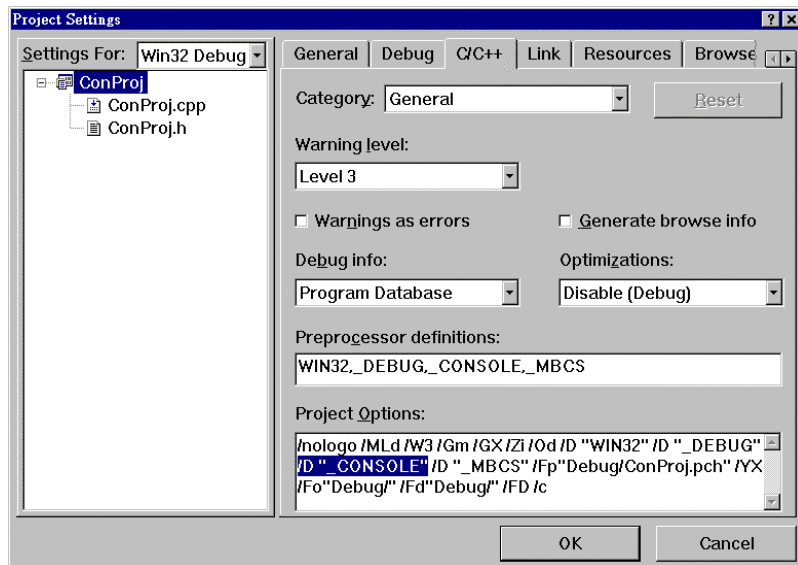 Project Settings
Settings For: Win32 Debug
ConProj
ConProj.cpp
ConProj.h
General Debug C/C++ Link Resources Browse
Category: General
Reset
Warning level:
Level 3
Warnings as errors
Generate browse info
Debug info:
Optimizations:
Program Database
Disable (Debug)
Preprocessor definitions:
WIN32,_DEBUG,_CONSOLE,_MBCS
Project Options:
/nologo /MLd /W3 /Gm /GX /Zi /Od /D "WIN32" /D "_DEBUG"
/D "_CONSOLE" /D "_MBCS" /Fp"Debug/ConProj.pch" /YX
/Fo"Debug/" /Fd"Debug/" /FD /c
OK
Cancel